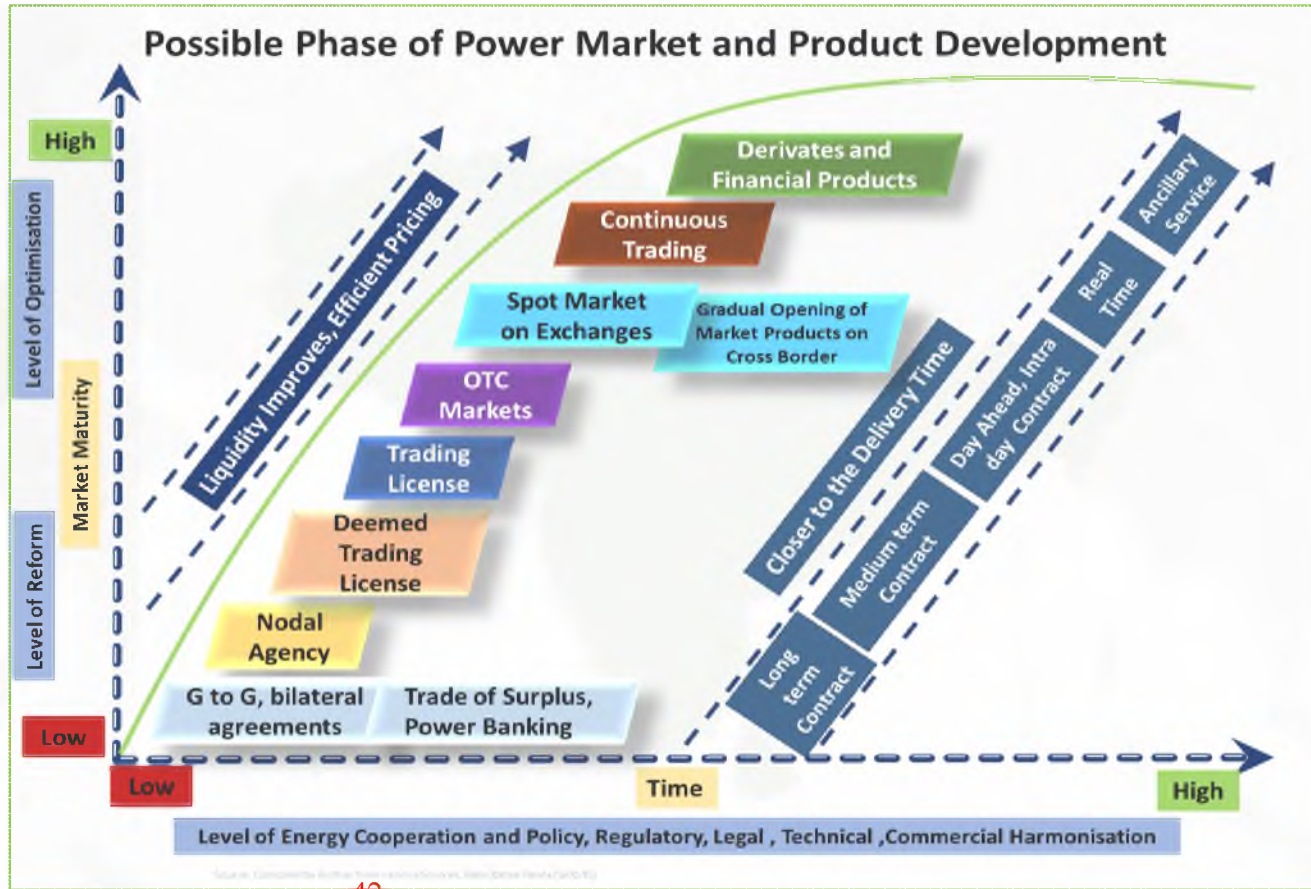 Possible Phase of Power Market and Product Development
High
Level of Optimisation
Market Maturity
Level of Reform
Low
Liquidity Improves, Efficient Pricing
Derivates and
Financial Products
Continuous
Trading
Spot Market
on Exchanges
Gradual Opening of
Market Products on
Cross Border
OTC
Markets
Trading
License
Deemed
Trading
License
Nodal
Agency
G to G, bilateral
agreements
Trade of Surplus,
Power Banking
Closer to the Delivery Time
Ancillary
Service
Real
Time
Day Ahead, Intra
day Contract
Medium term
Contract
Long
term
Contract
Low
Time
High
Level of Energy Cooperation and Policy, Regulatory, Legal , Technical ,Commercial Harmonisation